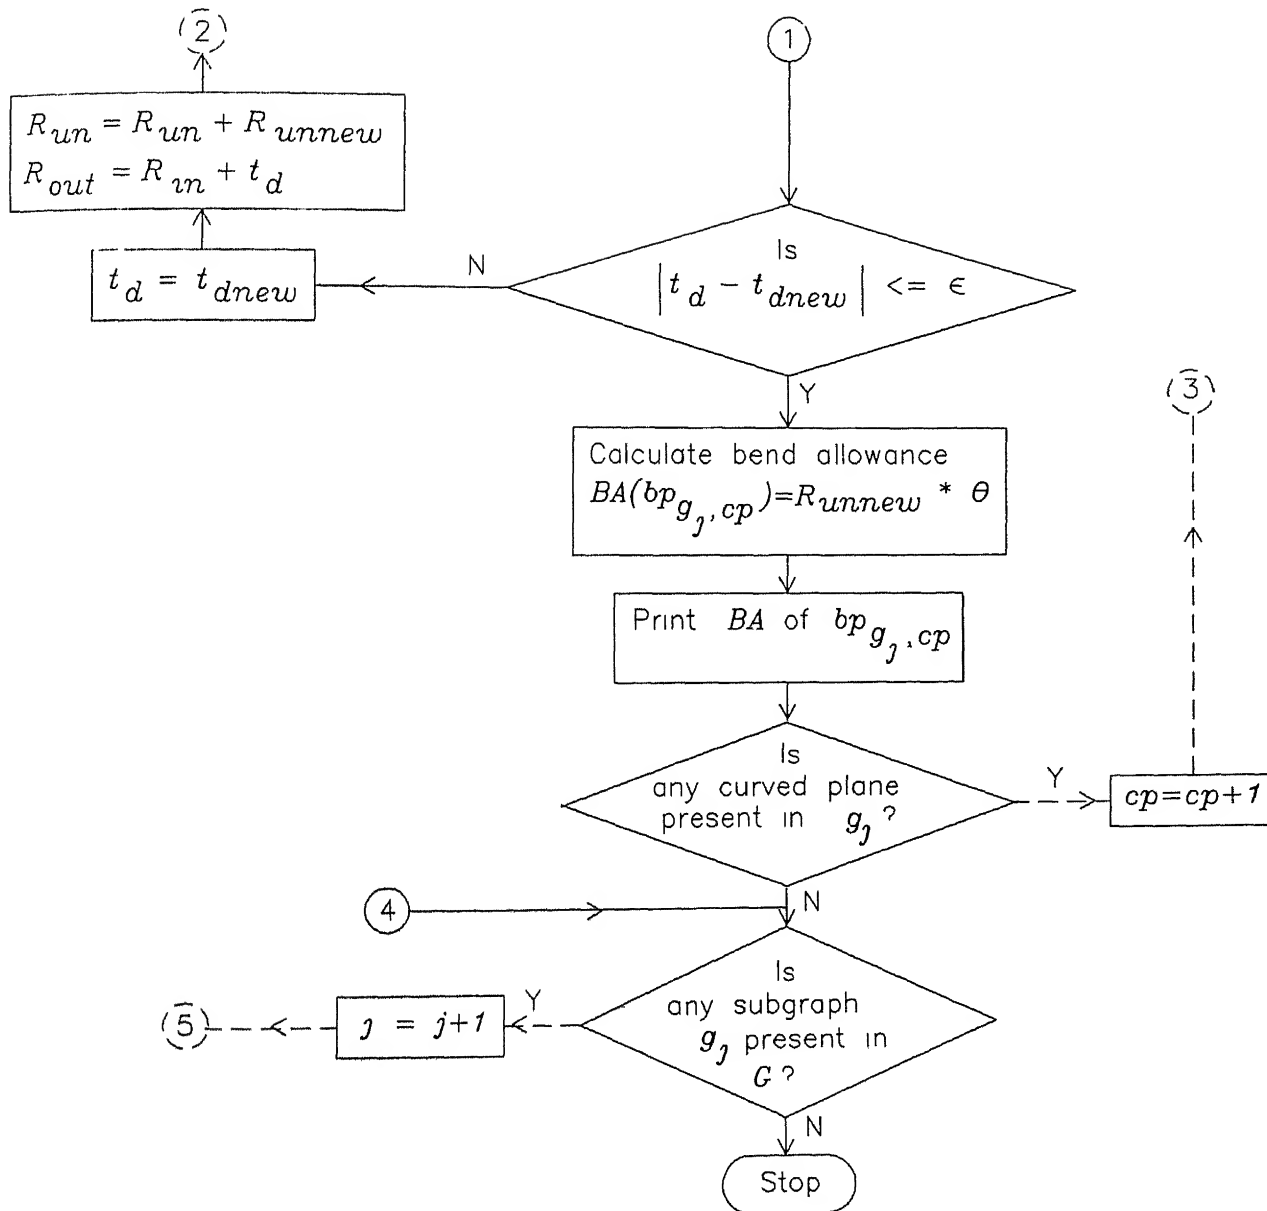 2
1
R_un = R_un + R_unnew
R_out = R_in + t_d
t_d = t_dnew
N
Is
|t_d - t_dnew| <= ϵ
Y
3
Calculate bend allowance
BA(bp_g_j,cp)=R_unnew * θ
Print BA of bp_g_j,cp
Is
any curved plane
present in g_j ?
Y
cp=cp+1
4
N
Is
any subgraph
g_j present in
G ?
Y
j = j+1
5
N
Stop